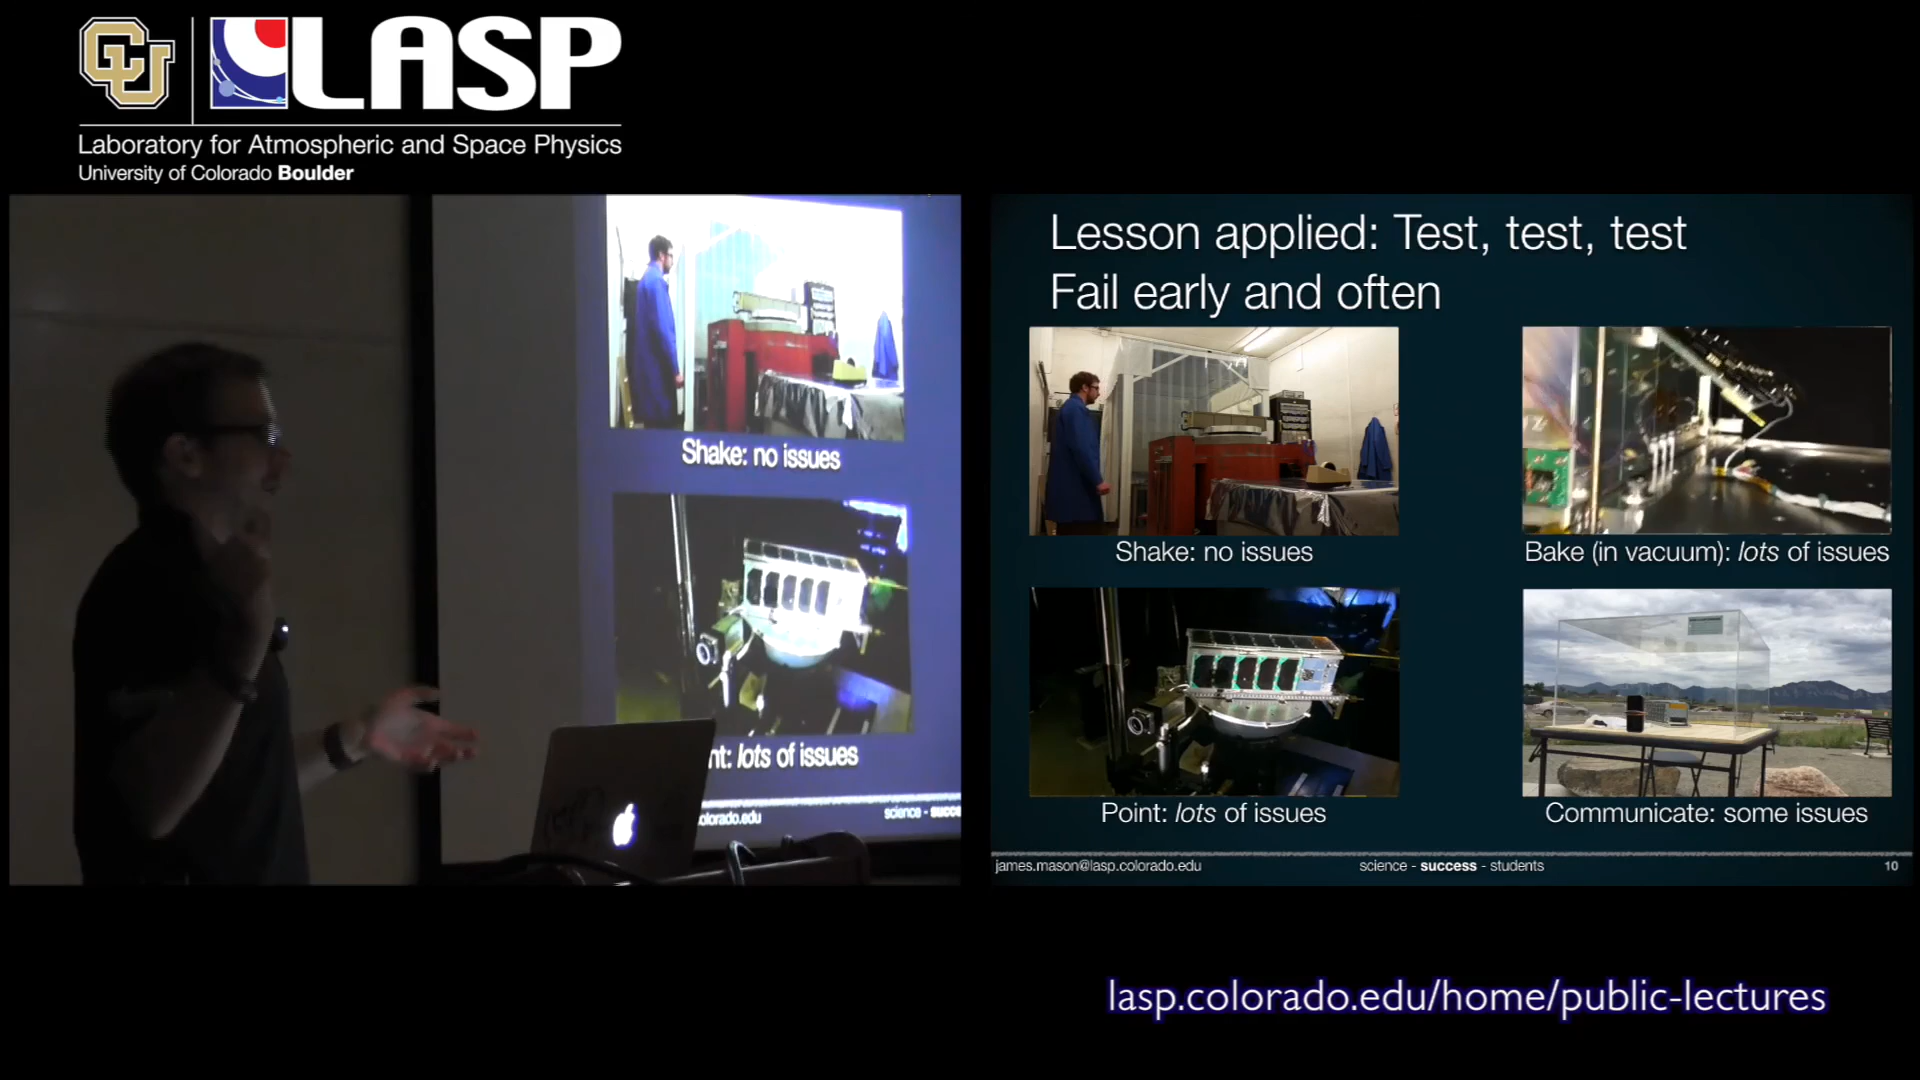 CU
LASP
Laboratory for Atmospheric and Space Physics
University of Colorado Boulder
Shake: no issues
nt: lots of issues
olorado.edu
science - succe
Lesson applied: Test, test, test
Fail early and often
Shake: no issues
Bake (in vacuum): lots of issues
Point: lots of issues
Communicate: some issues
james.mason@lasp.colorado.edu
science - success - students
10
lasp.colorado.edu/home/public-lectures